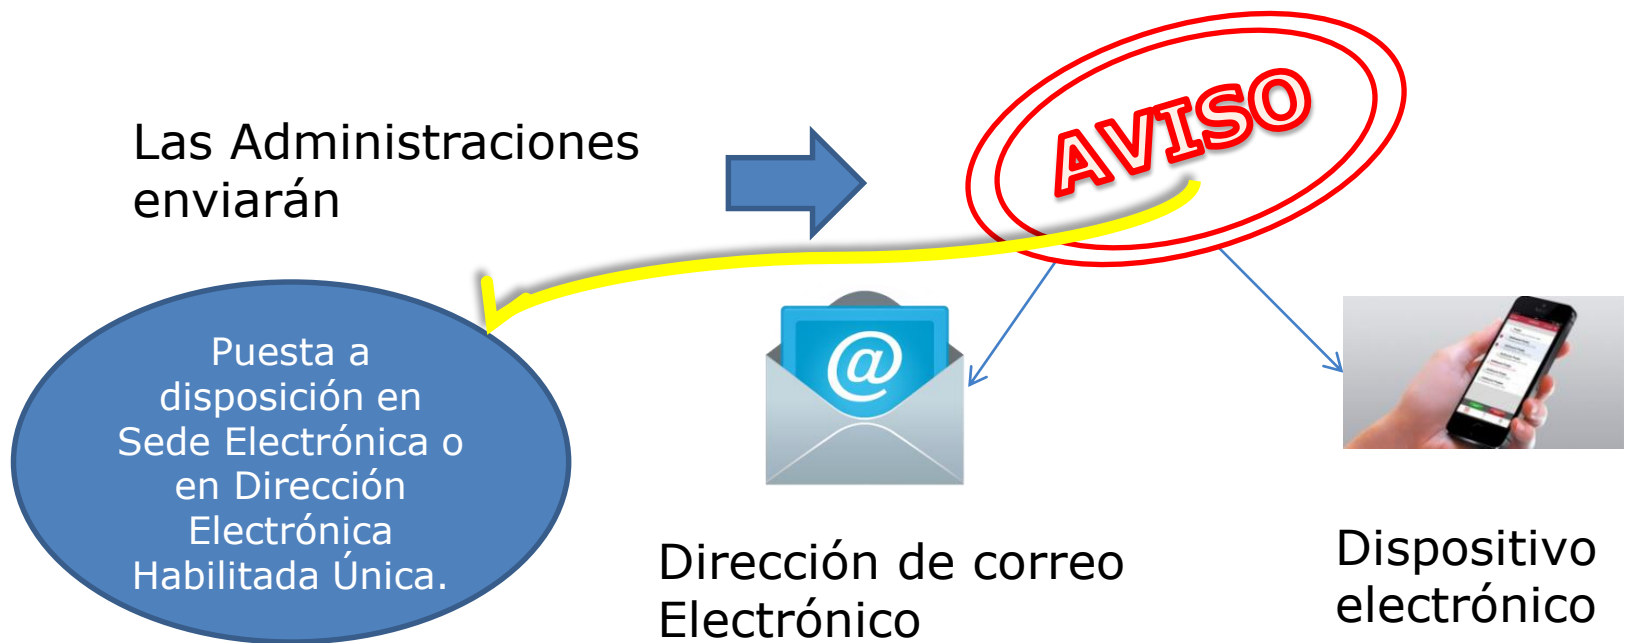 AVISO
Las Administraciones
enviarán
@
Puesta a
disposición en
Sede Electrónica o
en Dirección
Electrónica
Habilitada Única.
Dirección de correo
Electrónico
Dispositivo
electrónico